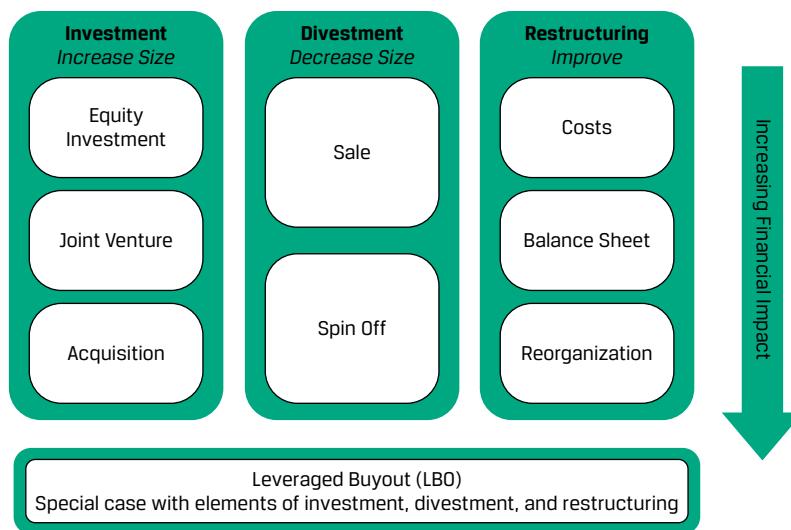 Investment
Increase Size
Equity
Investment
Joint Venture
Acquisition
Divestment
Decrease Size
Sale
Spin Off
Restructuring
Improve
Costs
Balance Sheet
Reorganization
Increasing Financial Impact
Leveraged Buyout (LBO)
Special case with elements of investment, divestment, and restructuring